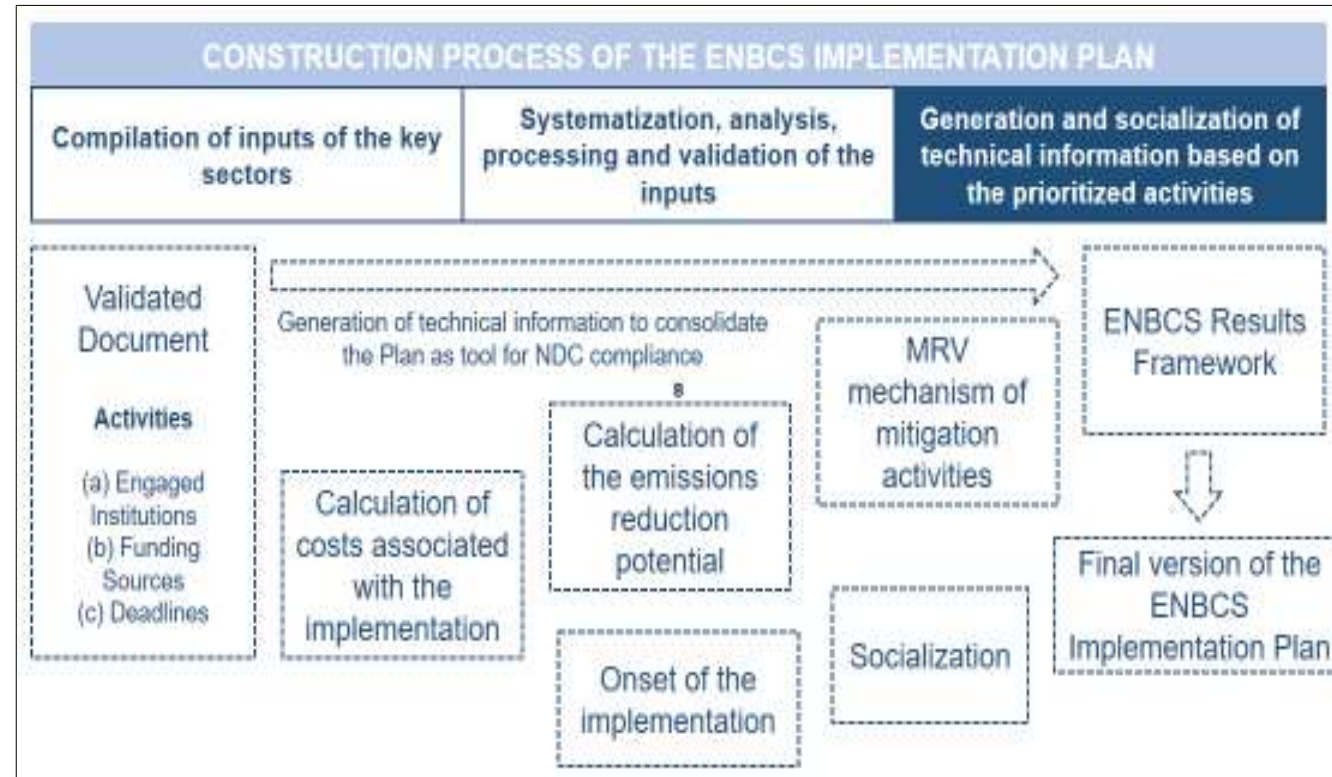 CONSTRUCTION PROCESS OF THE ENBCS IMPLEMENTATION PLAN
Compilation of inputs of the key
sectors
Systematization, analysis,
processing and validation of the
inputs
Generation and socialization of
technical information based on
the prioritized activities
Validated
Document
Activities
(a) Engaged
Institutions
(b) Funding
Sources
(c) Deadlines
Generation of technical information to consolidate
the Plan as tool for NDC compliance
8
Calculation of
costs associated
with the
implementation
Calculation of
the emissions
reduction
potential
Onset of the
implementation
MRV
mechanism of
mitigation
activities
Socialization
ENBCS Results
Framework
Final version of the
ENBCS
Implementation Plan